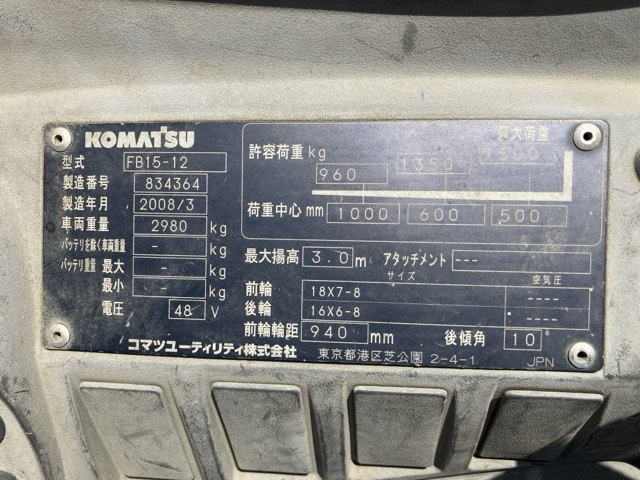 KOMATSU
型式 FB15-12
製造番号 834364
製造年月 2008/3
車両重量 2980 kg
バッテリを除く車両重量 - kg
バッテリ重量 最大 - kg
最小 - kg
電圧 48 V
コマツユーティリティ株式会社
最大荷重
許容荷重 kg 960 1350
荷重中心 mm 1000 600 500
最大揚高 3.0 m アタッチメント ---
サイズ 空気圧
前輪 18X7-8 ----
後輪 16X6-8 ----
前輪輪距 940 mm 後傾角 10°
東京都港区芝公園 2-4-1 JPN